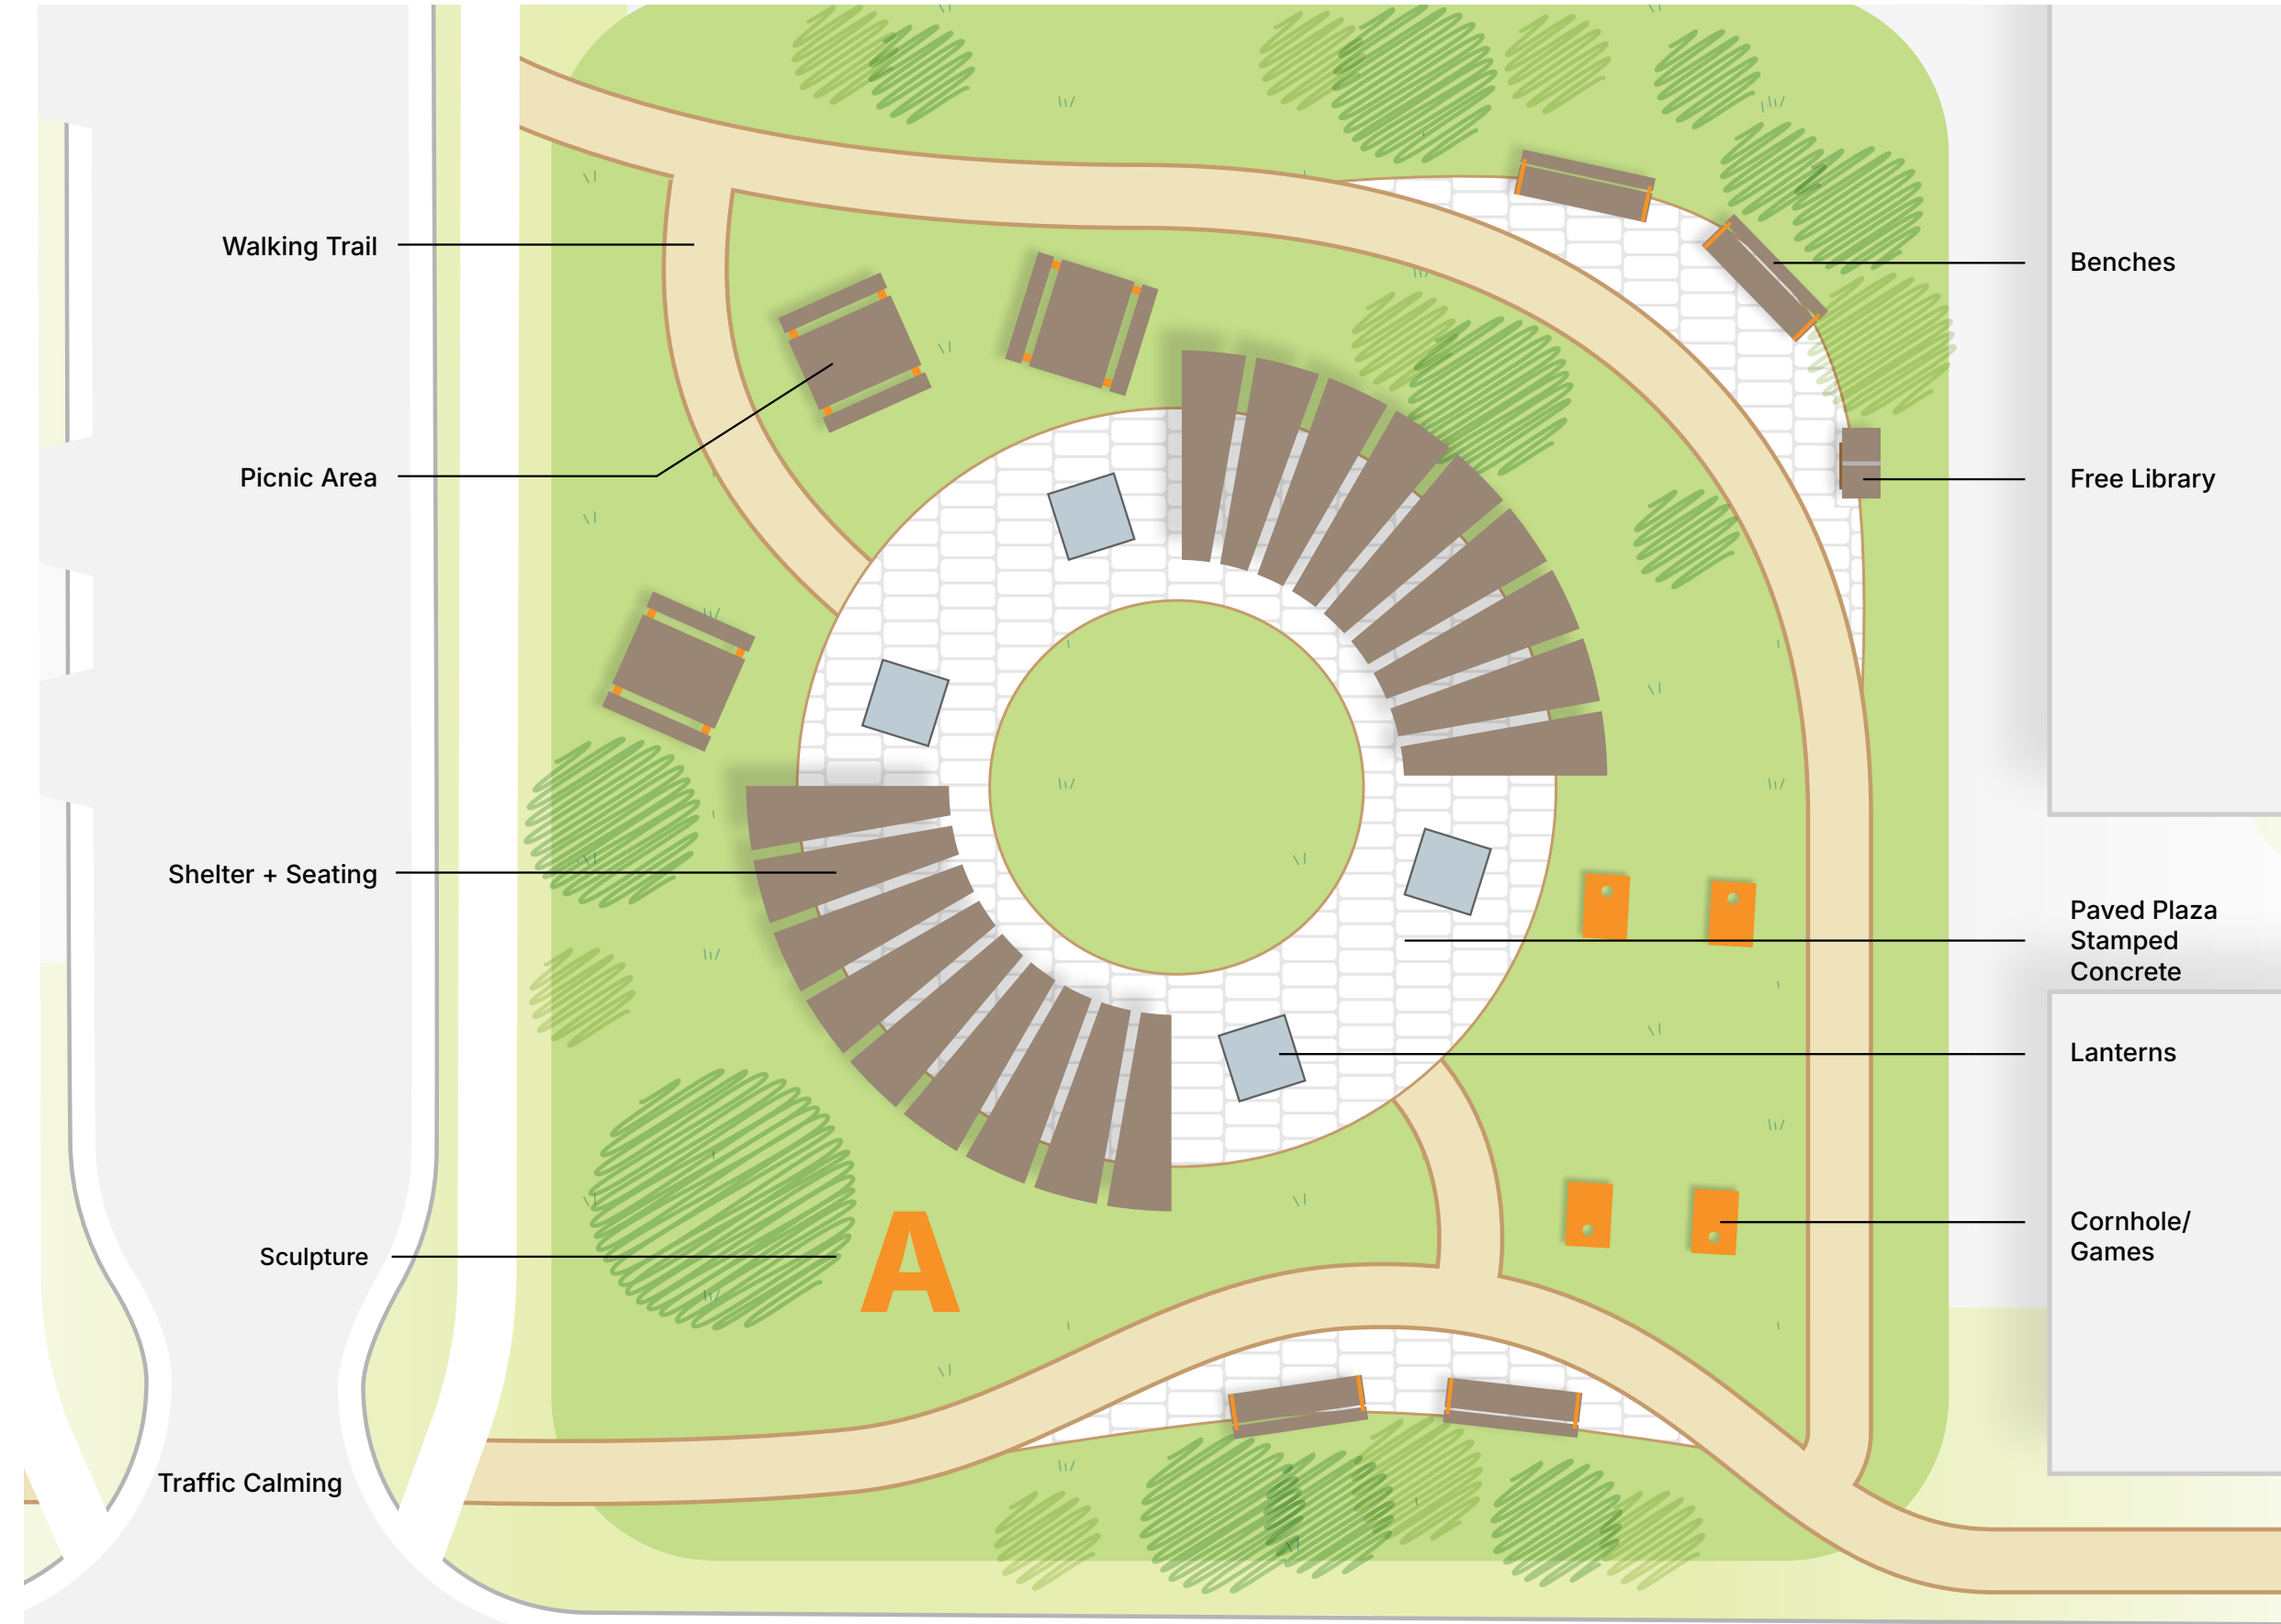 Walking Trail
Benches
Picnic Area
Free Library
Shelter + Seating
Paved Plaza
Stamped
Concrete
Lanterns
Sculpture
A
Cornhole/
Games
Traffic Calming